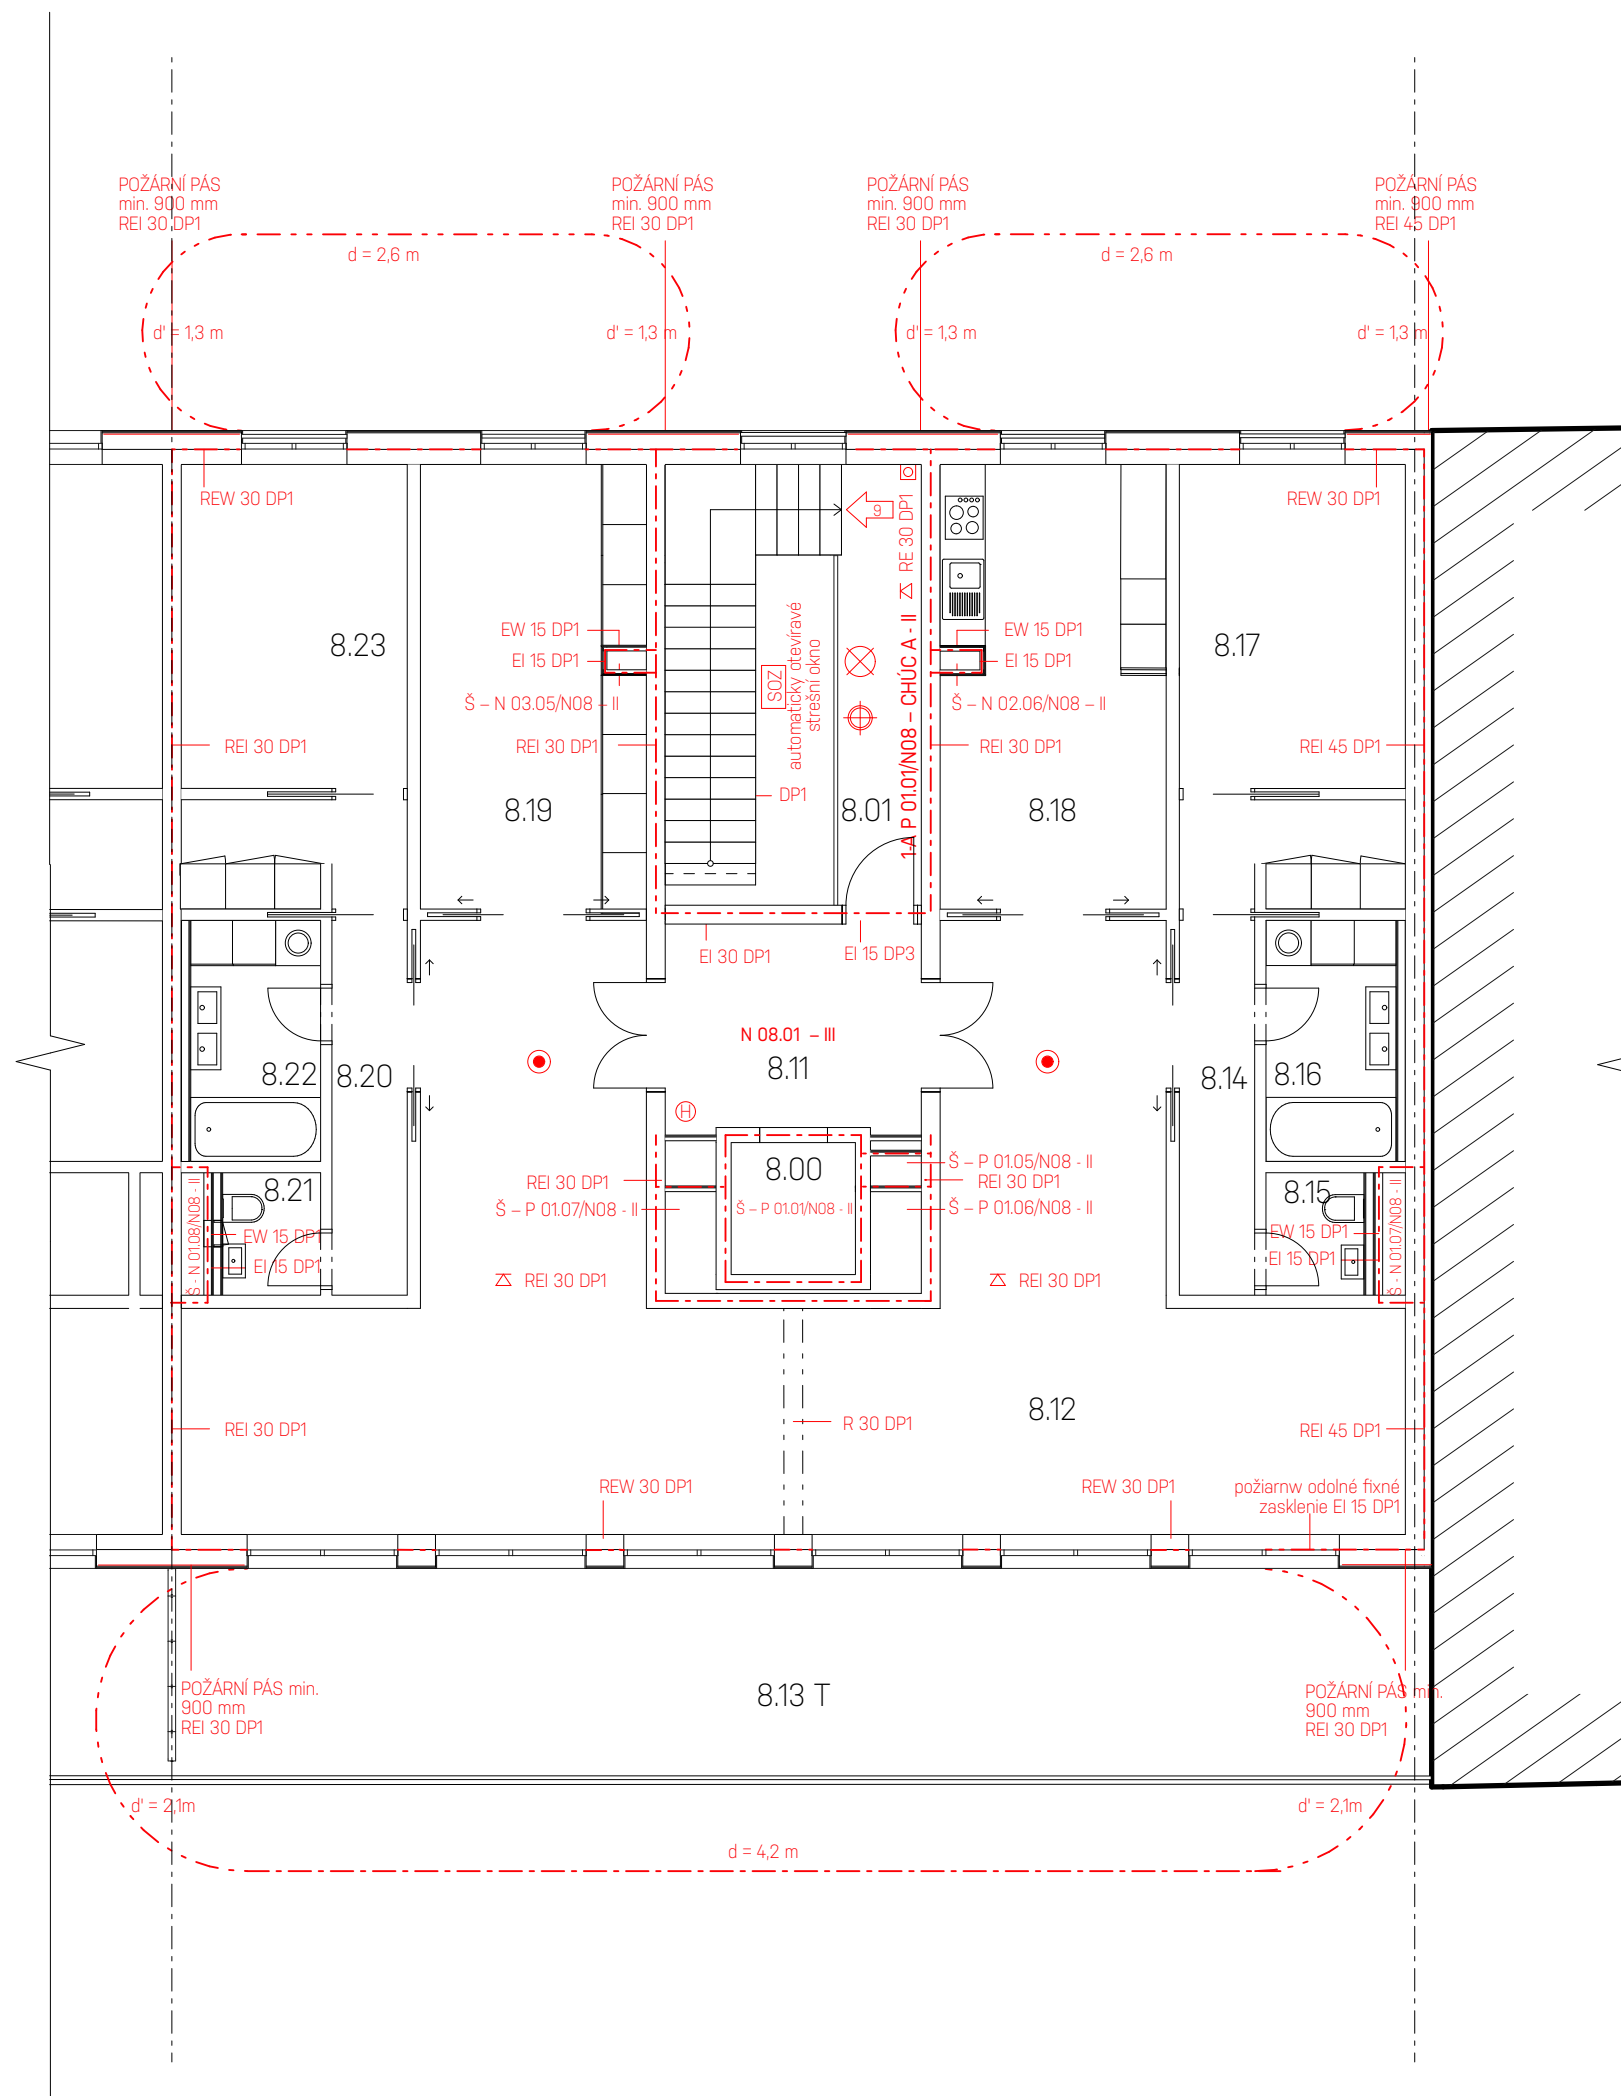 POŽÁRNÍ PÁS
min. 900 mm
REI 30 DP1
POŽÁRNÍ PÁS
min. 900 mm
REI 30 DP1
POŽÁRNÍ PÁS
min. 900 mm
REI 30 DP1
POŽÁRNÍ PÁS
min. 900 mm
REI 45 DP1
d = 2,6 m
d = 2,6 m
d' = 1,3 m
d' = 1,3 m
d' = 1,3 m
d' = 1,3 m
REW 30 DP1
REW 30 DP1
9
RE 30 DP1
1-A P 01.01/N08 – CHÚC A - II
SOZ
automaticky otevíravé
strešní okno
EW 15 DP1
EI 15 DP1
Š – N 03.05/N08 – II
EW 15 DP1
EI 15 DP1
Š – N 02.06/N08 – II
8.23
8.17
REI 30 DP1
REI 30 DP1
REI 30 DP1
REI 45 DP1
DP1
8.19
8.01
8.18
EI 30 DP1
EI 15 DP3
N 08.01 – III
8.11
8.22
8.20
8.14
8.16
H
8.00
Š – P 01.01/N08 - II
REI 30 DP1
Š – P 01.07/N08 - II
Š – P 01.05/N08 - II
REI 30 DP1
Š – P 01.06/N08 - II
8.21
Š - N 01.08/N08 - II
EW 15 DP1
EI 15 DP1
8.15
EW 15 DP1
EI 15 DP1
Š - N 01.07/N08 - II
REI 30 DP1
REI 30 DP1
8.12
REI 30 DP1
R 30 DP1
REI 45 DP1
REW 30 DP1
REW 30 DP1
požiarnw odolné fixné
zasklenie EI 15 DP1
POŽÁRNÍ PÁS min.
900 mm
REI 30 DP1
8.13 T
POŽÁRNÍ PÁS min.
900 mm
REI 30 DP1
d' = 2,1m
d' = 2,1m
d = 4,2 m